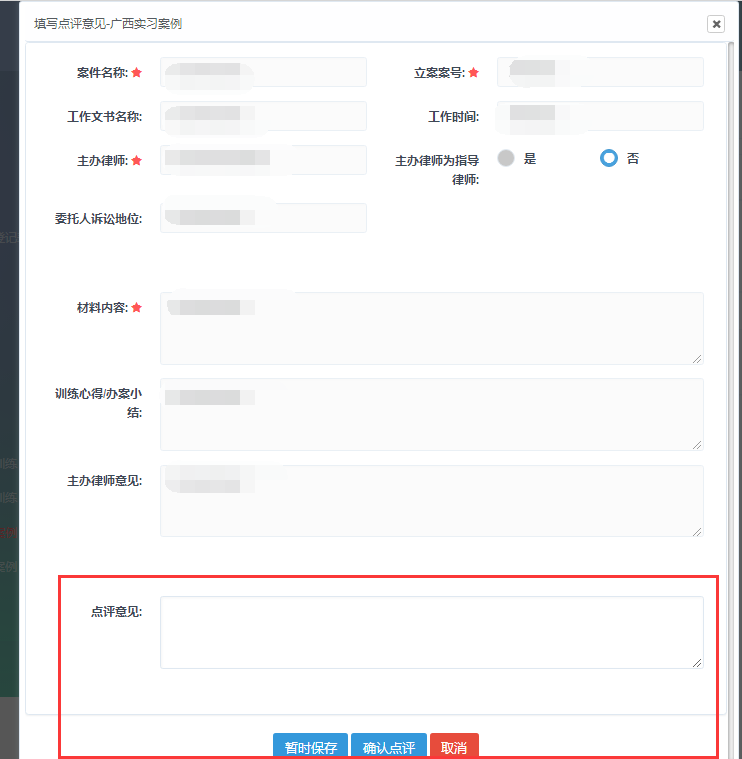 填写点评意见-广西实习案例
案件名称:
立案案号:
工作文书名称:
工作时间:
主办律师:
主办律师为指导
律师:
是
否
委托人诉讼地位:
材料内容:
训练心得/办案小
结:
主办律师意见:
点评意见:
暂时保存 确认点评 取消